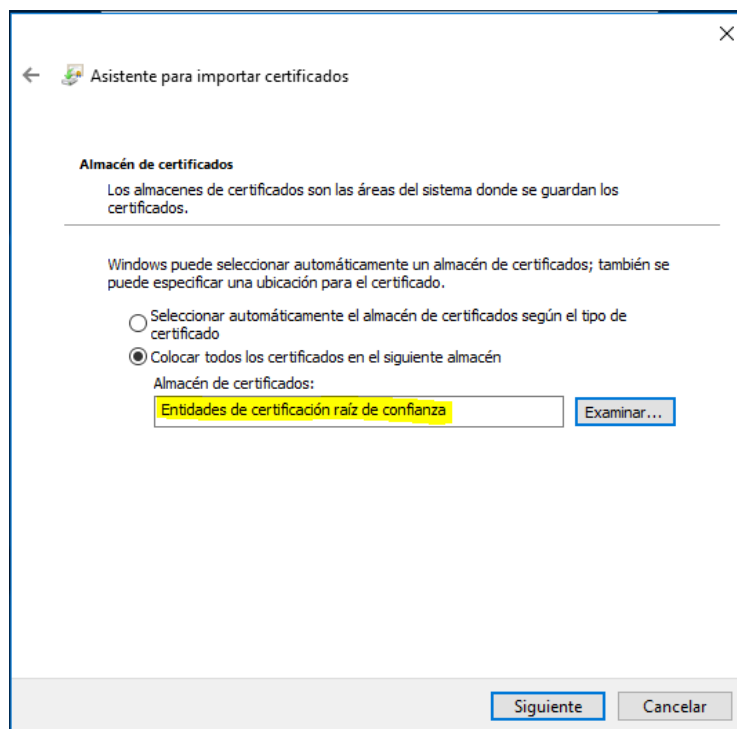 Asistente para importar certificados
Almacén de certificados
Los almacenes de certificados son las áreas del sistema donde se guardan los
certificados.
Windows puede seleccionar automáticamente un almacén de certificados; también se
puede especificar una ubicación para el certificado.
Seleccionar automáticamente el almacén de certificados según el tipo de
certificado
Colocar todos los certificados en el siguiente almacén
Almacén de certificados:
Entidades de certificación raíz de confianza
Examinar...
Siguiente
Cancelar